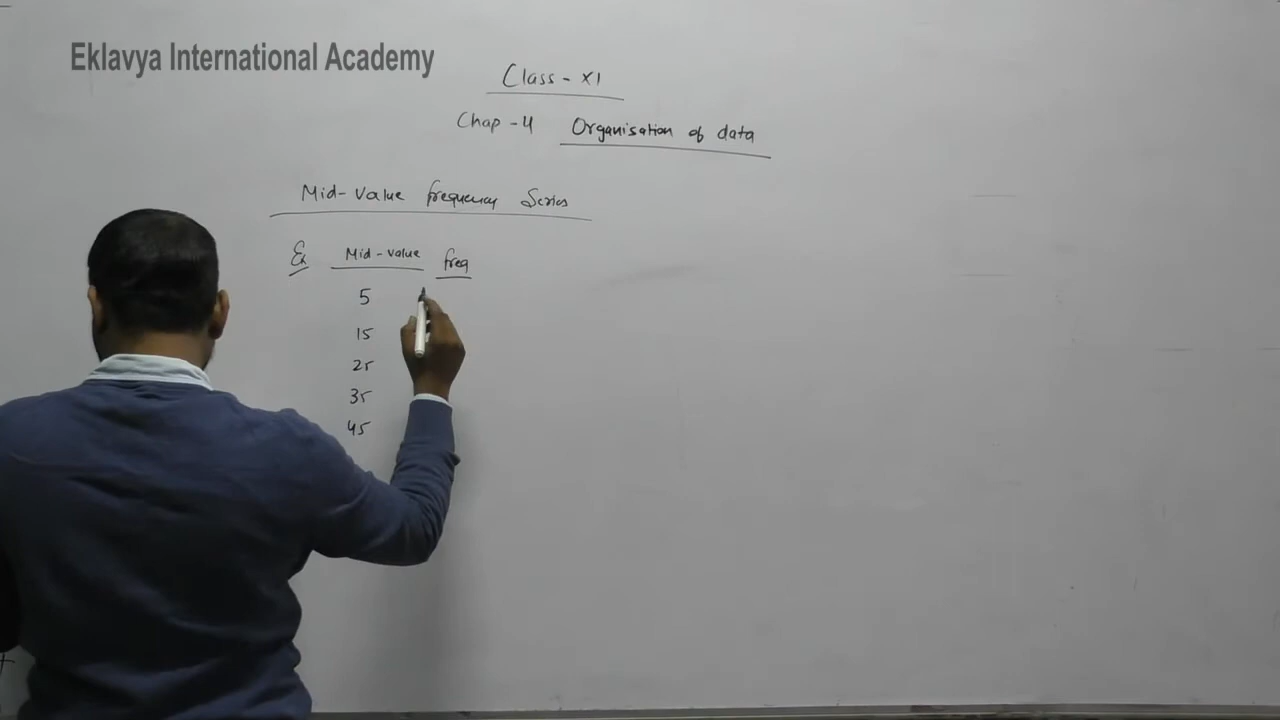 Eklavya International Academy
Class - XI
Chap - 4 Organisation of data
Mid-Value frequency Series
Ex Mid-value freq
5
15
25
35
45